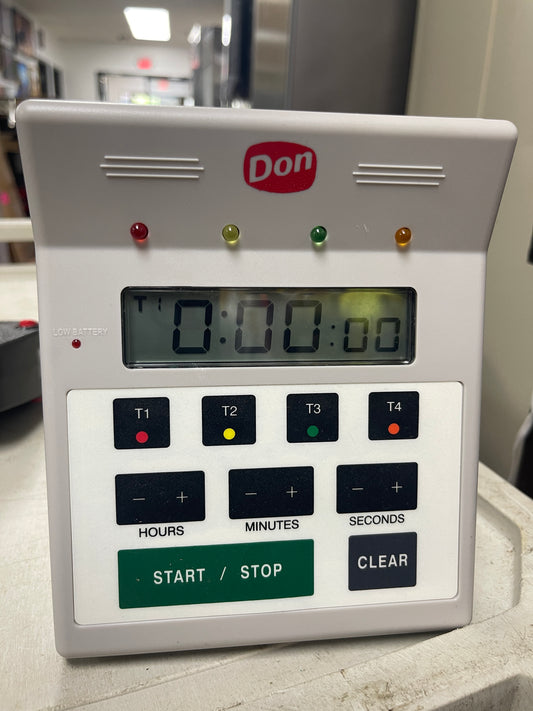 Don
LOW BATTERY
T1 0:00:00
T1 T2 T3 T4
− + − + − +
HOURS MINUTES SECONDS
START / STOP CLEAR